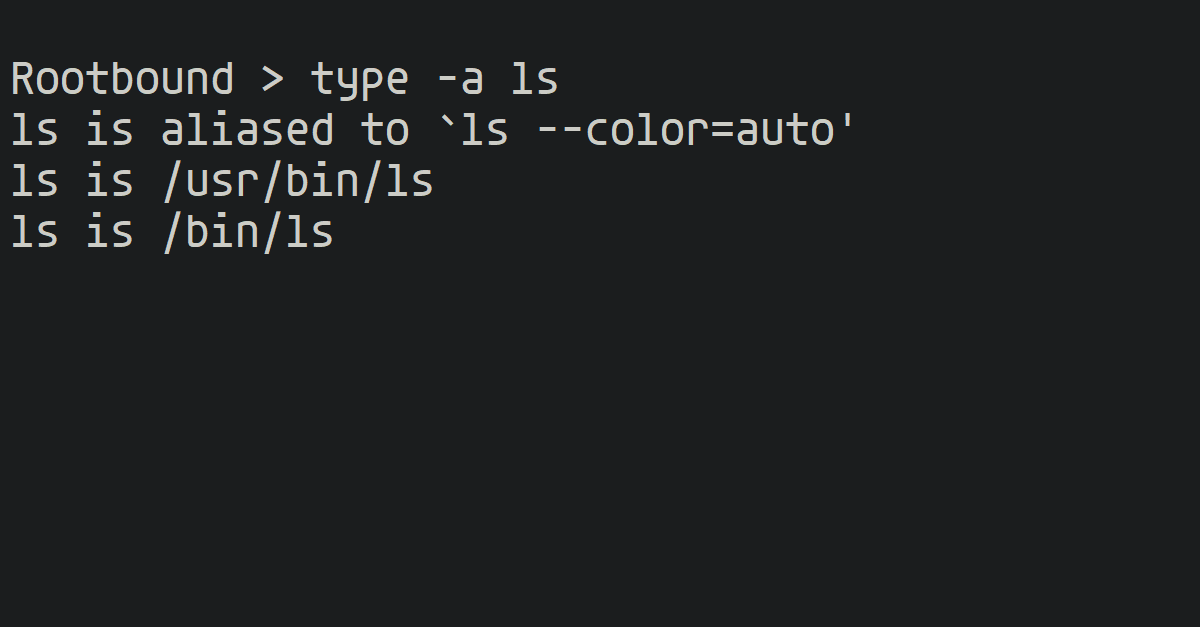 Rootbound > type -a ls
ls is aliased to `ls --color=auto'
ls is /usr/bin/ls
ls is /bin/ls